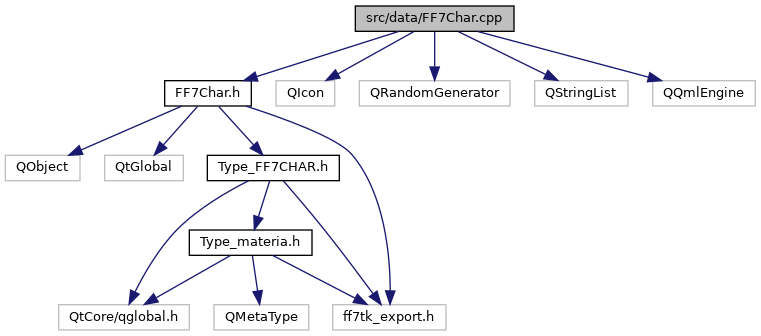 src/data/FF7Char.cpp
FF7Char.h
QIcon
QRandomGenerator
QStringList
QQmlEngine
QObject
QtGlobal
Type_FF7CHAR.h
Type_materia.h
QtCore/qglobal.h
QMetaType
ff7tk_export.h